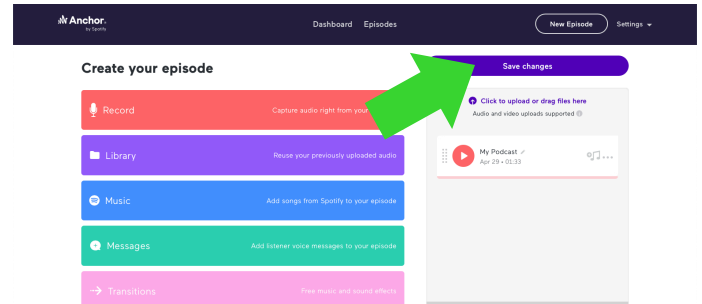 Anchor.
by Spotify
Dashboard Episodes
New Episode
Settings
Create your episode
Save changes
Record
Capture audio right from your
Library
Reuse your previously uploaded audio
Music
Add songs from Spotify to your episode
Messages
Add listener voice messages to your episode
Transitions
Free music and sound effects
Click to upload or drag files here
Audio and video uploads supported
My Podcast
Apr 29 • 01:33